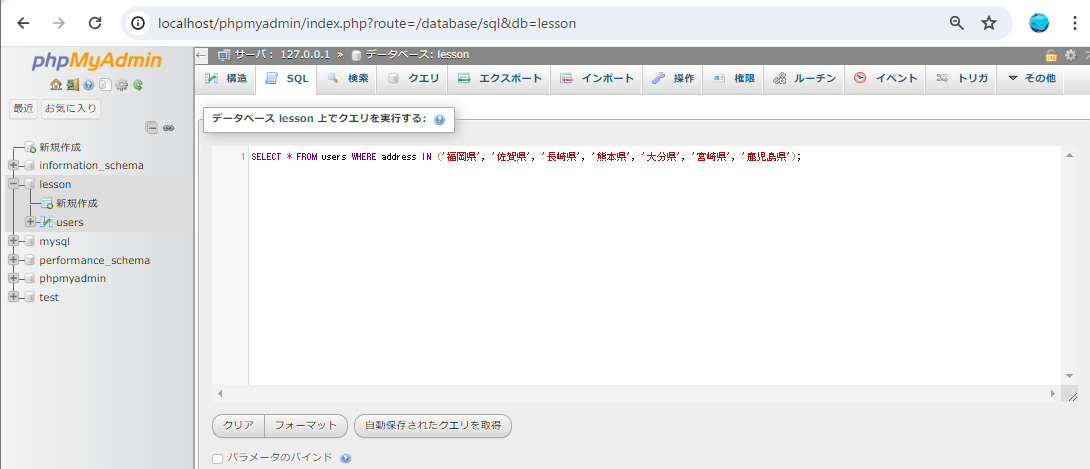 localhost/phpmyadmin/index.php?route=/database/sql&db=lesson
phpMyAdmin
サーバ： 127.0.0.1 » データベース: lesson
構造 SQL 検索 クエリ エクスポート インポート 操作 権限 ルーチン イベント トリガ その他
最近 お気に入り
データベース lesson 上でクエリを実行する:
新規作成
information_schema
lesson
新規作成
users
mysql
performance_schema
phpmyadmin
test
1 SELECT * FROM users WHERE address IN ('福岡県', '佐賀県', '長崎県', '熊本県', '大分県', '宮崎県', '鹿児島県');
クリア フォーマット 自動保存されたクエリを取得
パラメータのバインド